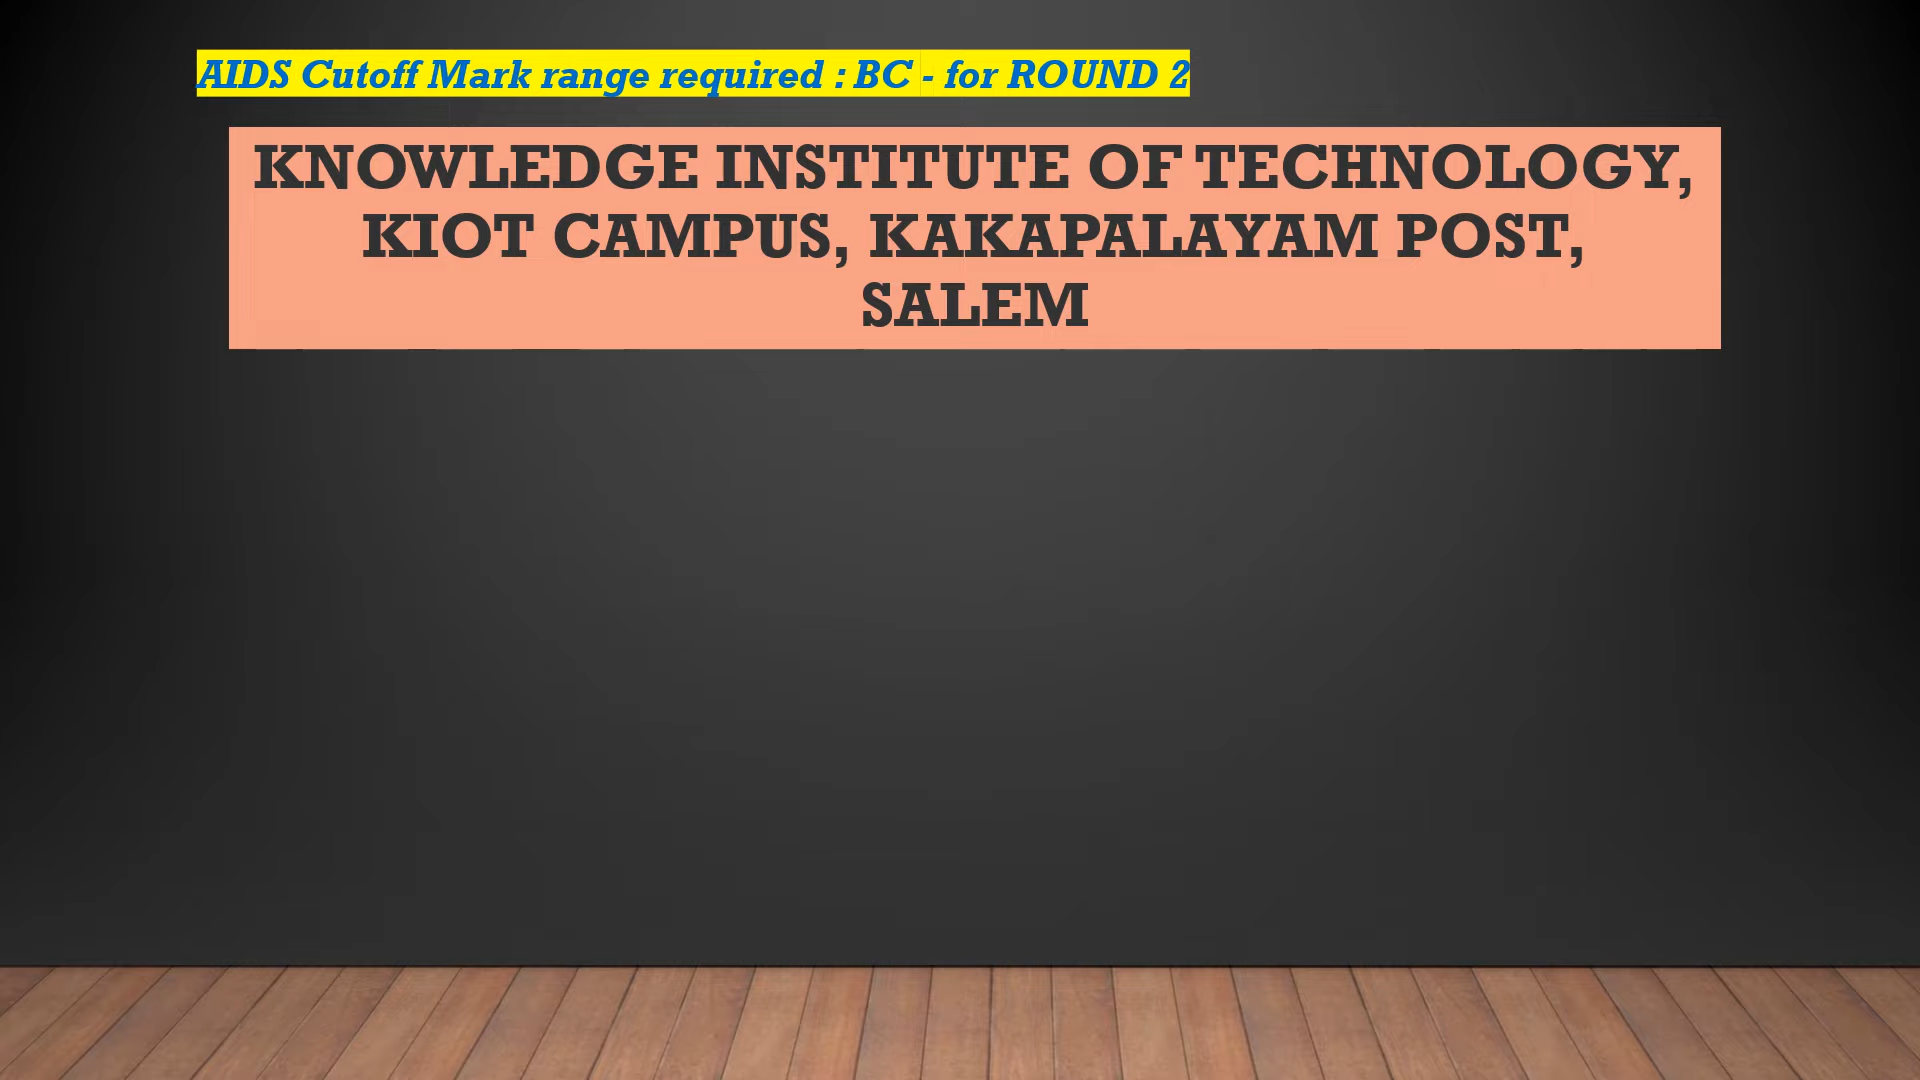 AIDS Cutoff Mark range required : BC - for ROUND 2
KNOWLEDGE INSTITUTE OF TECHNOLOGY,
KIOT CAMPUS, KAKAPALAYAM POST,
SALEM